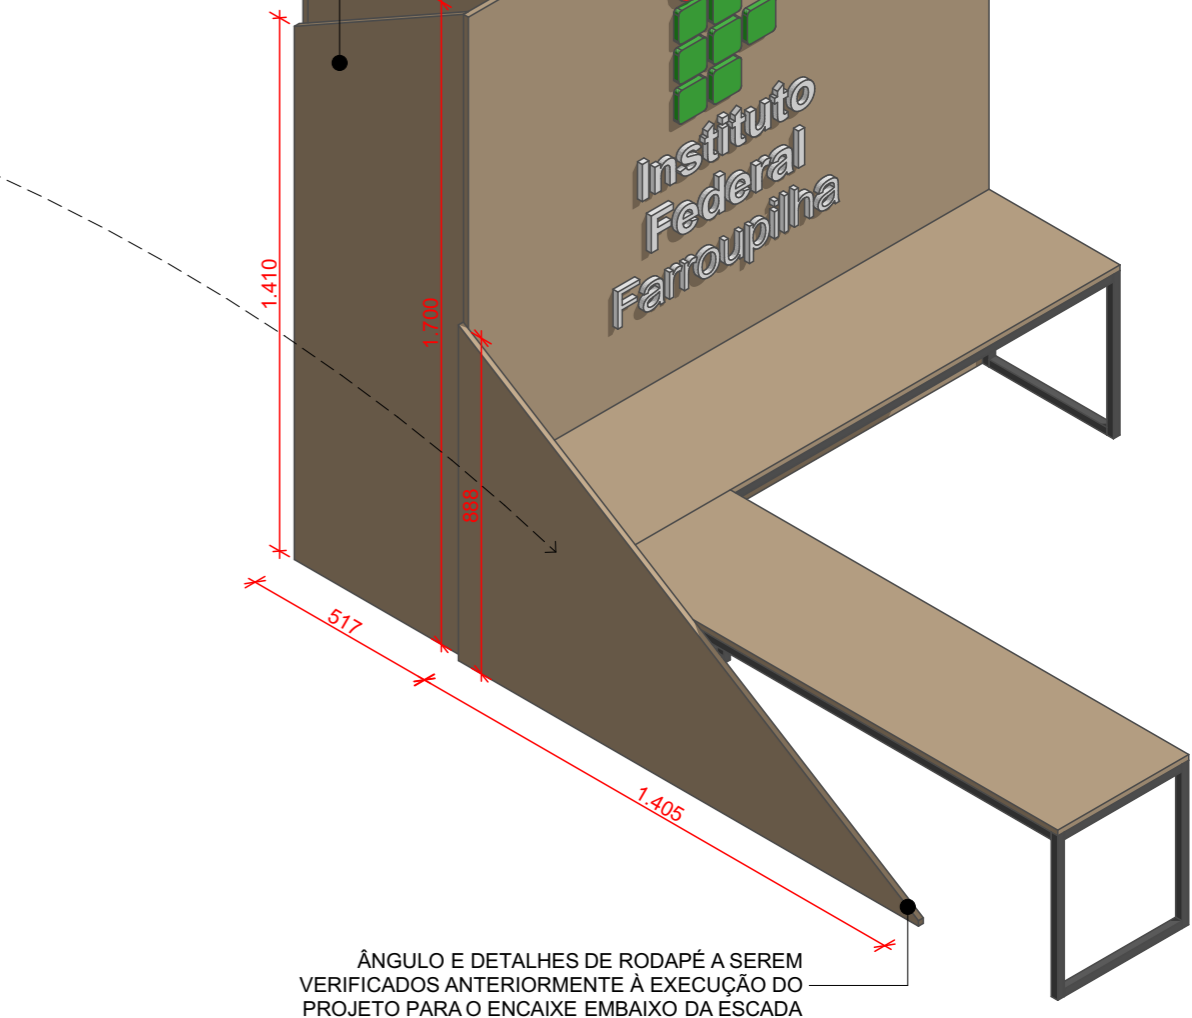 Instituto
Federal
Farroupilha
1.410
1.700
888
517
1.405
ÂNGULO E DETALHES DE RODAPÉ A SEREM
VERIFICADOS ANTERIORMENTE À EXECUÇÃO DO
PROJETO PARA O ENCAIXE EMBAIXO DA ESCADA